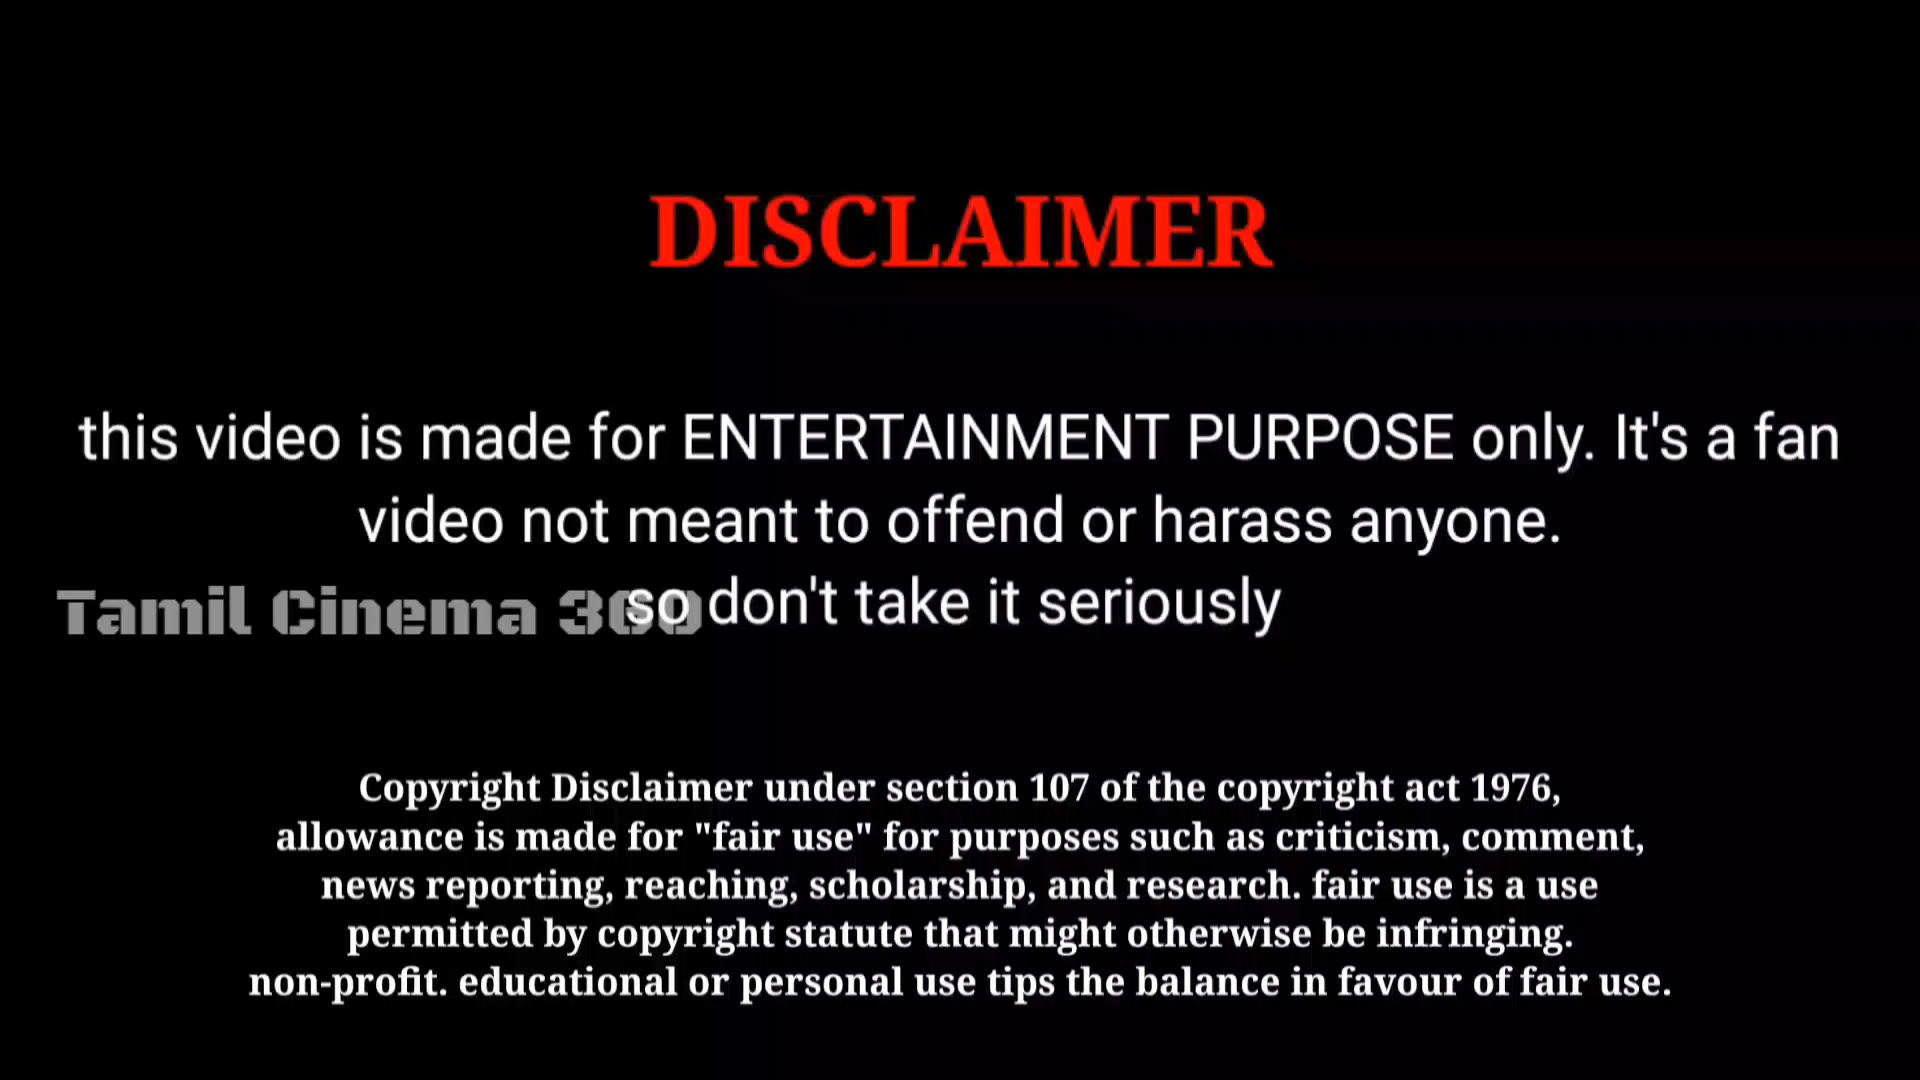 DISCLAIMER
this video is made for ENTERTAINMENT PURPOSE only. It's a fan
video not meant to offend or harass anyone.
so don't take it seriously
Tamil Cinema 360
Copyright Disclaimer under section 107 of the copyright act 1976,
allowance is made for "fair use" for purposes such as criticism, comment,
news reporting, reaching, scholarship, and research. fair use is a use
permitted by copyright statute that might otherwise be infringing.
non-profit. educational or personal use tips the balance in favour of fair use.